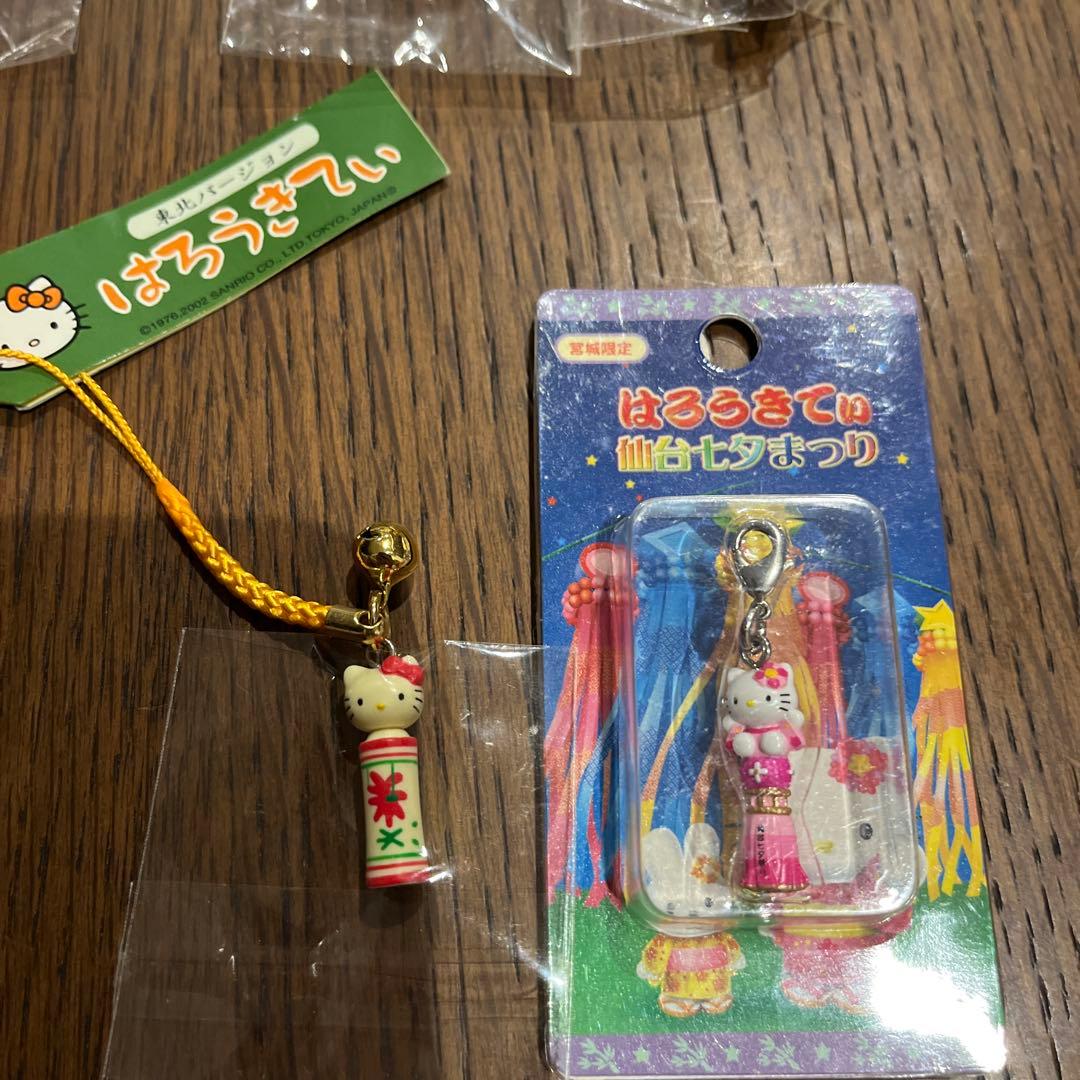 東北バージョン
はろうきてぃ
©1976,2002 SANRIO CO.,LTD.TOKYO,JAPAN®
宮城限定
はろうきてぃ
仙台七夕まつり